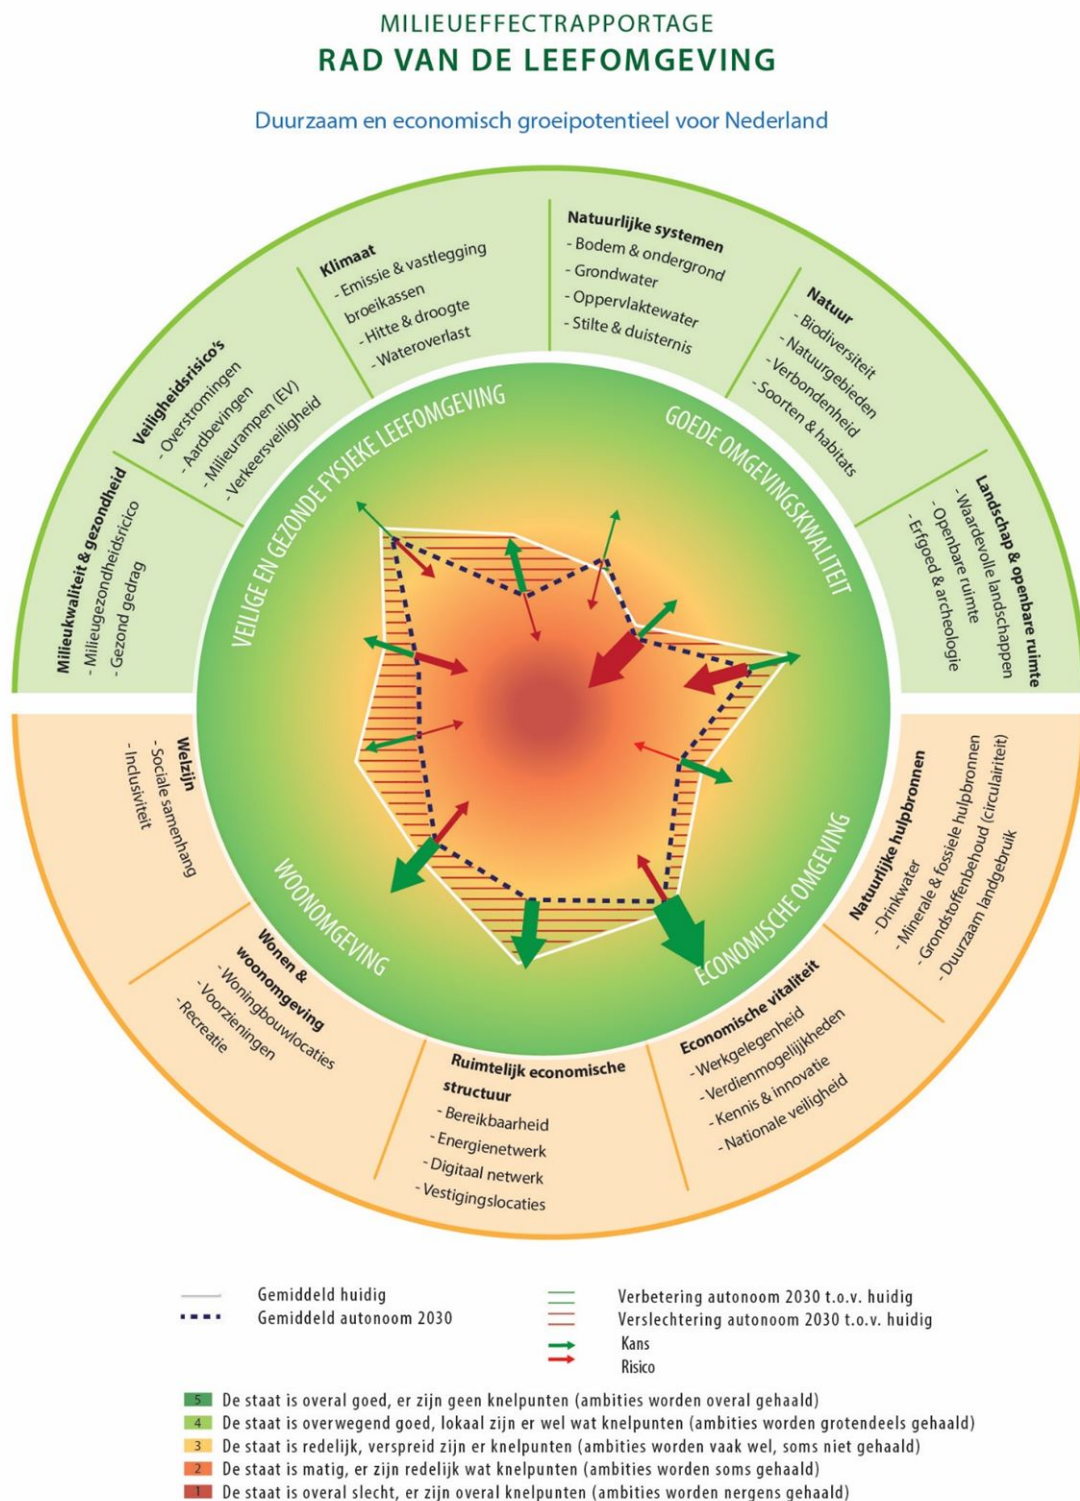 MILIEUEFFECTRAPPORTAGE
RAD VAN DE LEEFOMGEVING
Duurzaam en economisch groeipotentieel voor Nederland
Klimaat
- Emissie & vastlegging
broeikassen
- Hitte & droogte
- Wateroverlast
Natuurlijke systemen
- Bodem & ondergrond
- Grondwater
- Oppervlaktewater
- Stilte & duisternis
Natuur
- Biodiversiteit
- Natuurgebieden
- Verbondenheid
- Soorten & habitats
Landschap & openbare ruimte
- Waardevolle landschappen
- Openbare ruimte
- Erfgoed & archeologie
Veiligheidsrisico's
- Overstromingen
- Aardbevingen
- Milieurampen (EV)
- Verkeersveiligheid
Milieukwaliteit & gezondheid
- Milieugezondheidsricico
- Gezond gedrag
VEILIGE EN GEZONDE FYSIEKE LEEFOMGEVING
GOEDE OMGEVINGSKWALITEIT
WOONOMGEVING
ECONOMISCHE OMGEVING
Welzijn
- Sociale samenhang
- Inclusiviteit
Wonen &
woonomgeving
- Woningbouwlocaties
- Voorzieningen
- Recreatie
Ruimtelijk economische
structuur
- Bereikbaarheid
- Energienetwerk
- Digitaal netwerk
- Vestigingslocaties
Economische vitaliteit
- Werkgelegenheid
- Verdienmogelijkheden
- Kennis & innovatie
- Nationale veiligheid
Natuurlijke hulpbronnen
- Drinkwater
- Minerale & fossiele hulpbronnen
- Grondstoffenbehoud (circulairiteit)
- Duurzaam landgebruik
Gemiddeld huidig
Gemiddeld autonoom 2030
Verbetering autonoom 2030 t.o.v. huidig
Verslechtering autonoom 2030 t.o.v. huidig
Kans
Risico
5 De staat is overal goed, er zijn geen knelpunten (ambities worden overal gehaald)
4 De staat is overwegend goed, lokaal zijn er wel wat knelpunten (ambities worden grotendeels gehaald)
3 De staat is redelijk, verspreid zijn er knelpunten (ambities worden vaak wel, soms niet gehaald)
2 De staat is matig, er zijn redelijk wat knelpunten (ambities worden soms gehaald)
1 De staat is overal slecht, er zijn overal knelpunten (ambities worden nergens gehaald)